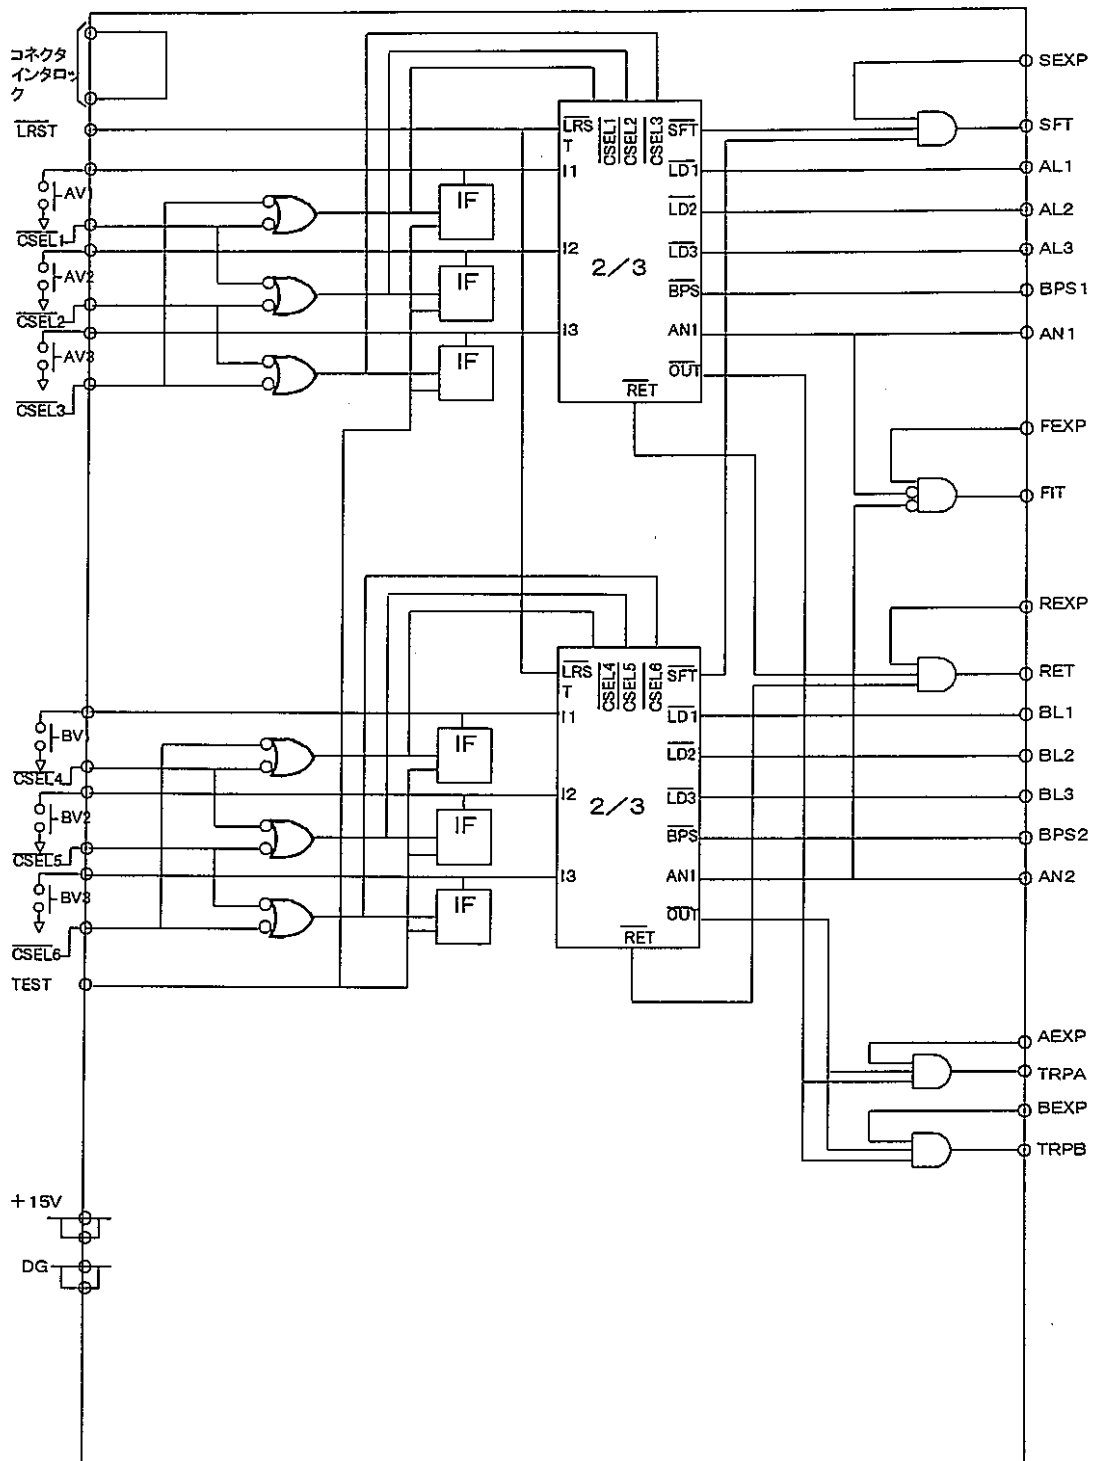 コネクタ
インタロッ
ク
LRST
AV
CSEL1
AV2
CSEL2
AV3
CSEL3
IF
IF
IF
LRS
T
CSEL1
CSEL2
CSEL3
SFT
I1
LD1
LD2
I2
2/3
LD3
BPS
I3
AN1
OUT
RET
SEXP
SFT
AL1
AL2
AL3
BPS1
AN1
FEXP
FIT
REXP
RET
BV
CSEL4
BV2
CSEL5
BV3
CSEL6
TEST
IF
IF
IF
LRS
T
CSEL4
CSEL5
CSEL6
SFT
I1
LD1
LD2
I2
2/3
LD3
BPS
I3
AN1
OUT
RET
BL1
BL2
BL3
BPS2
AN2
AEXP
TRPA
BEXP
TRPB
+15V
DG